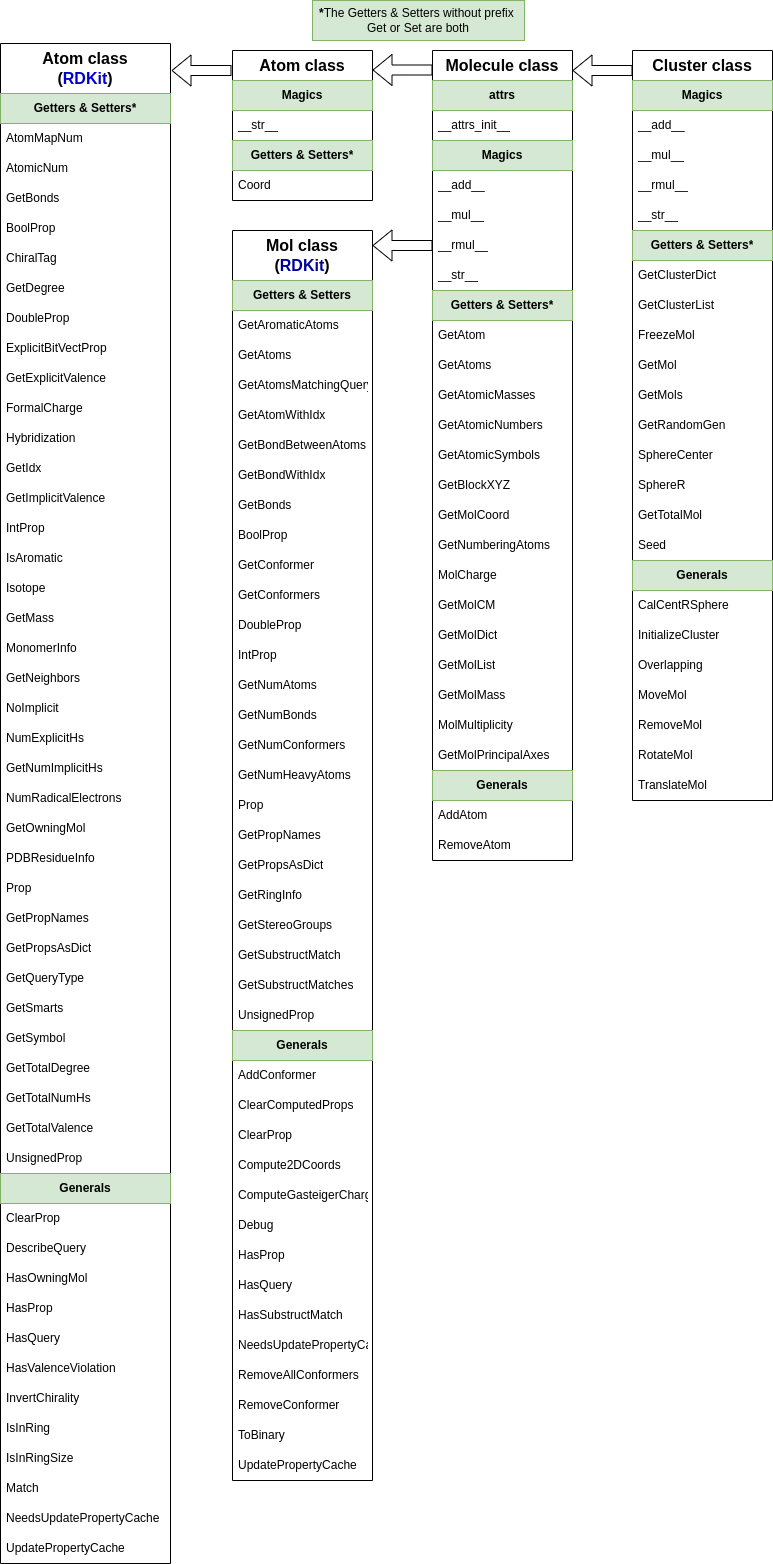 *The Getters & Setters without prefix
Get or Set are both
Atom class
(RDKit)
Getters & Setters*
AtomMapNum
AtomicNum
GetBonds
BoolProp
ChiralTag
GetDegree
DoubleProp
ExplicitBitVectProp
GetExplicitValence
FormalCharge
Hybridization
GetIdx
GetImplicitValence
IntProp
IsAromatic
Isotope
GetMass
MonomerInfo
GetNeighbors
NoImplicit
NumExplicitHs
GetNumImplicitHs
NumRadicalElectrons
GetOwningMol
PDBResidueInfo
Prop
GetPropNames
GetPropsAsDict
GetQueryType
GetSmarts
GetSymbol
GetTotalDegree
GetTotalNumHs
GetTotalValence
UnsignedProp
Generals
ClearProp
DescribeQuery
HasOwningMol
HasProp
HasQuery
HasValenceViolation
InvertChirality
IsInRing
IsInRingSize
Match
NeedsUpdatePropertyCache
UpdatePropertyCache
Atom class
Magics
__str__
Getters & Setters*
Coord
Mol class
(RDKit)
Getters & Setters
GetAromaticAtoms
GetAtoms
GetAtomsMatchingQuery
GetAtomWithIdx
GetBondBetweenAtoms
GetBondWithIdx
GetBonds
BoolProp
GetConformer
GetConformers
DoubleProp
IntProp
GetNumAtoms
GetNumBonds
GetNumConformers
GetNumHeavyAtoms
Prop
GetPropNames
GetPropsAsDict
GetRingInfo
GetStereoGroups
GetSubstructMatch
GetSubstructMatches
UnsignedProp
Generals
AddConformer
ClearComputedProps
ClearProp
Compute2DCoords
ComputeGasteigerCharg
Debug
HasProp
HasQuery
HasSubstructMatch
NeedsUpdatePropertyCa
RemoveAllConformers
RemoveConformer
ToBinary
UpdatePropertyCache
Molecule class
attrs
__attrs_init__
Magics
__add__
__mul__
__rmul__
__str__
Getters & Setters*
GetAtom
GetAtoms
GetAtomicMasses
GetAtomicNumbers
GetAtomicSymbols
GetBlockXYZ
GetMolCoord
GetNumberingAtoms
MolCharge
GetMolCM
GetMolDict
GetMolList
GetMolMass
MolMultiplicity
GetMolPrincipalAxes
Generals
AddAtom
RemoveAtom
Cluster class
Magics
__add__
__mul__
__rmul__
__str__
Getters & Setters*
GetClusterDict
GetClusterList
FreezeMol
GetMol
GetMols
GetRandomGen
SphereCenter
SphereR
GetTotalMol
Seed
Generals
CalCentRSphere
InitializeCluster
Overlapping
MoveMol
RemoveMol
RotateMol
TranslateMol